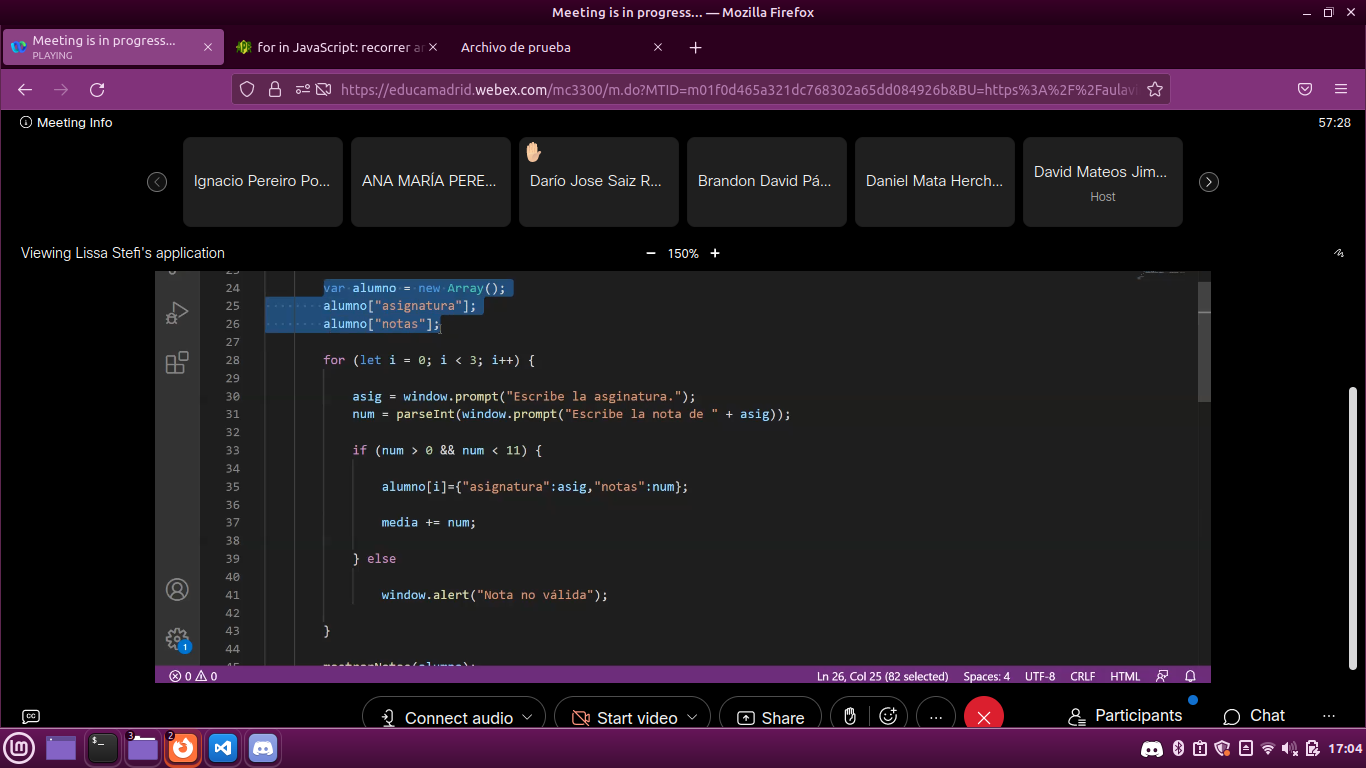 Meeting is in progress... — Mozilla Firefox
Meeting is in progress...
PLAYING
for in JavaScript: recorrer a
Archivo de prueba
https://educamadrid.webex.com/mc3300/m.do?MTID=m01f0d465a321dc768302a65dd084926b&BU=https%3A%2F%2Faulav
Meeting Info
57:28
Ignacio Pereiro Po...
ANA MARÍA PERE...
Darío Jose Saiz R...
Brandon David Pá...
Daniel Mata Herch...
David Mateos Jim...
Host
Viewing Lissa Stefi's application
150%
24 var alumno = new Array();
25 alumno["asignatura"];
26 alumno["notas"];
27
28 for (let i = 0; i < 3; i++) {
29
30 asig = window.prompt("Escribe la asginatura.");
31 num = parseInt(window.prompt("Escribe la nota de " + asig));
32
33 if (num > 0 && num < 11) {
34
35 alumno[i]={"asignatura":asig,"notas":num};
36
37 media += num;
38
39 } else
40
41 window.alert("Nota no válida");
42
43 }
44
1
0 0
Ln 26, Col 25 (82 selected)
Spaces: 4
UTF-8
CRLF
HTML
Connect audio
Start video
Share
...
Participants
Chat
...
3
2
17:04